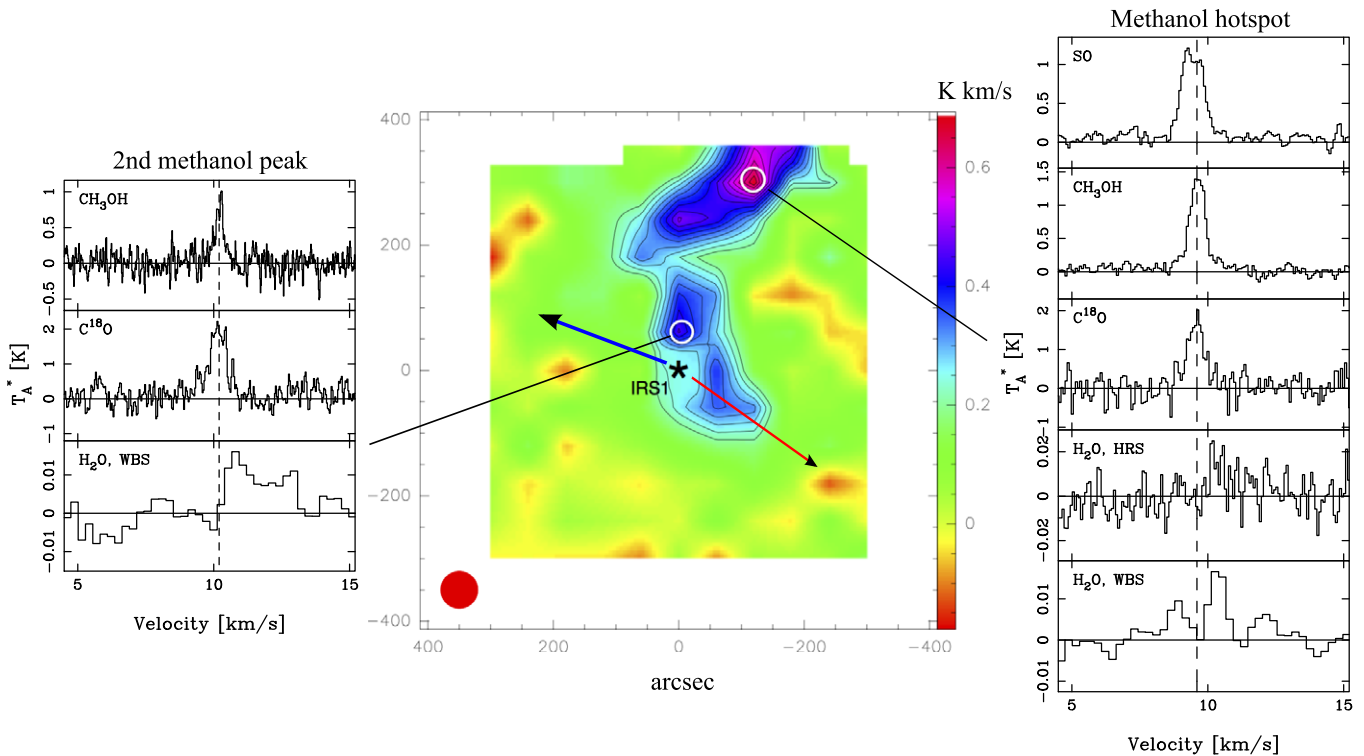 Methanol hotspot
2nd methanol peak
CH3OH
1
0.5
0
-0.5
C18O
2
1
0
-1
H2O, WBS
0.01
0
-0.01
5
10
15
TA* [K]
Velocity [km/s]
K km/s
400
200
0
-200
-400
400
200
0
-200
-400
arcsec
IRS1
0.6
0.4
0.2
0
SO
1
0.5
0
CH3OH
1.5
1
0.5
0
C18O
2
1
0
-1
H2O, HRS
0.02
0
-0.02
H2O, WBS
0.01
0
-0.01
5
10
15
TA* [K]
Velocity [km/s]